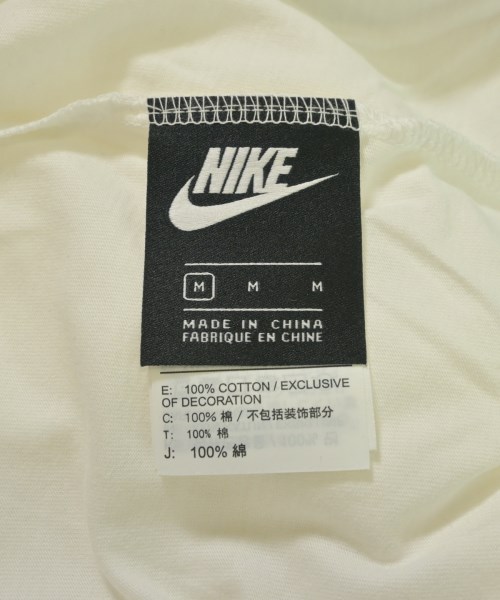 NIKE
M M M
MADE IN CHINA
FABRIQUE EN CHINE
E: 100% COTTON / EXCLUSIVE
OF DECORATION
C: 100% 棉 / 不包括装饰部分
T: 100% 棉
J: 100% 綿